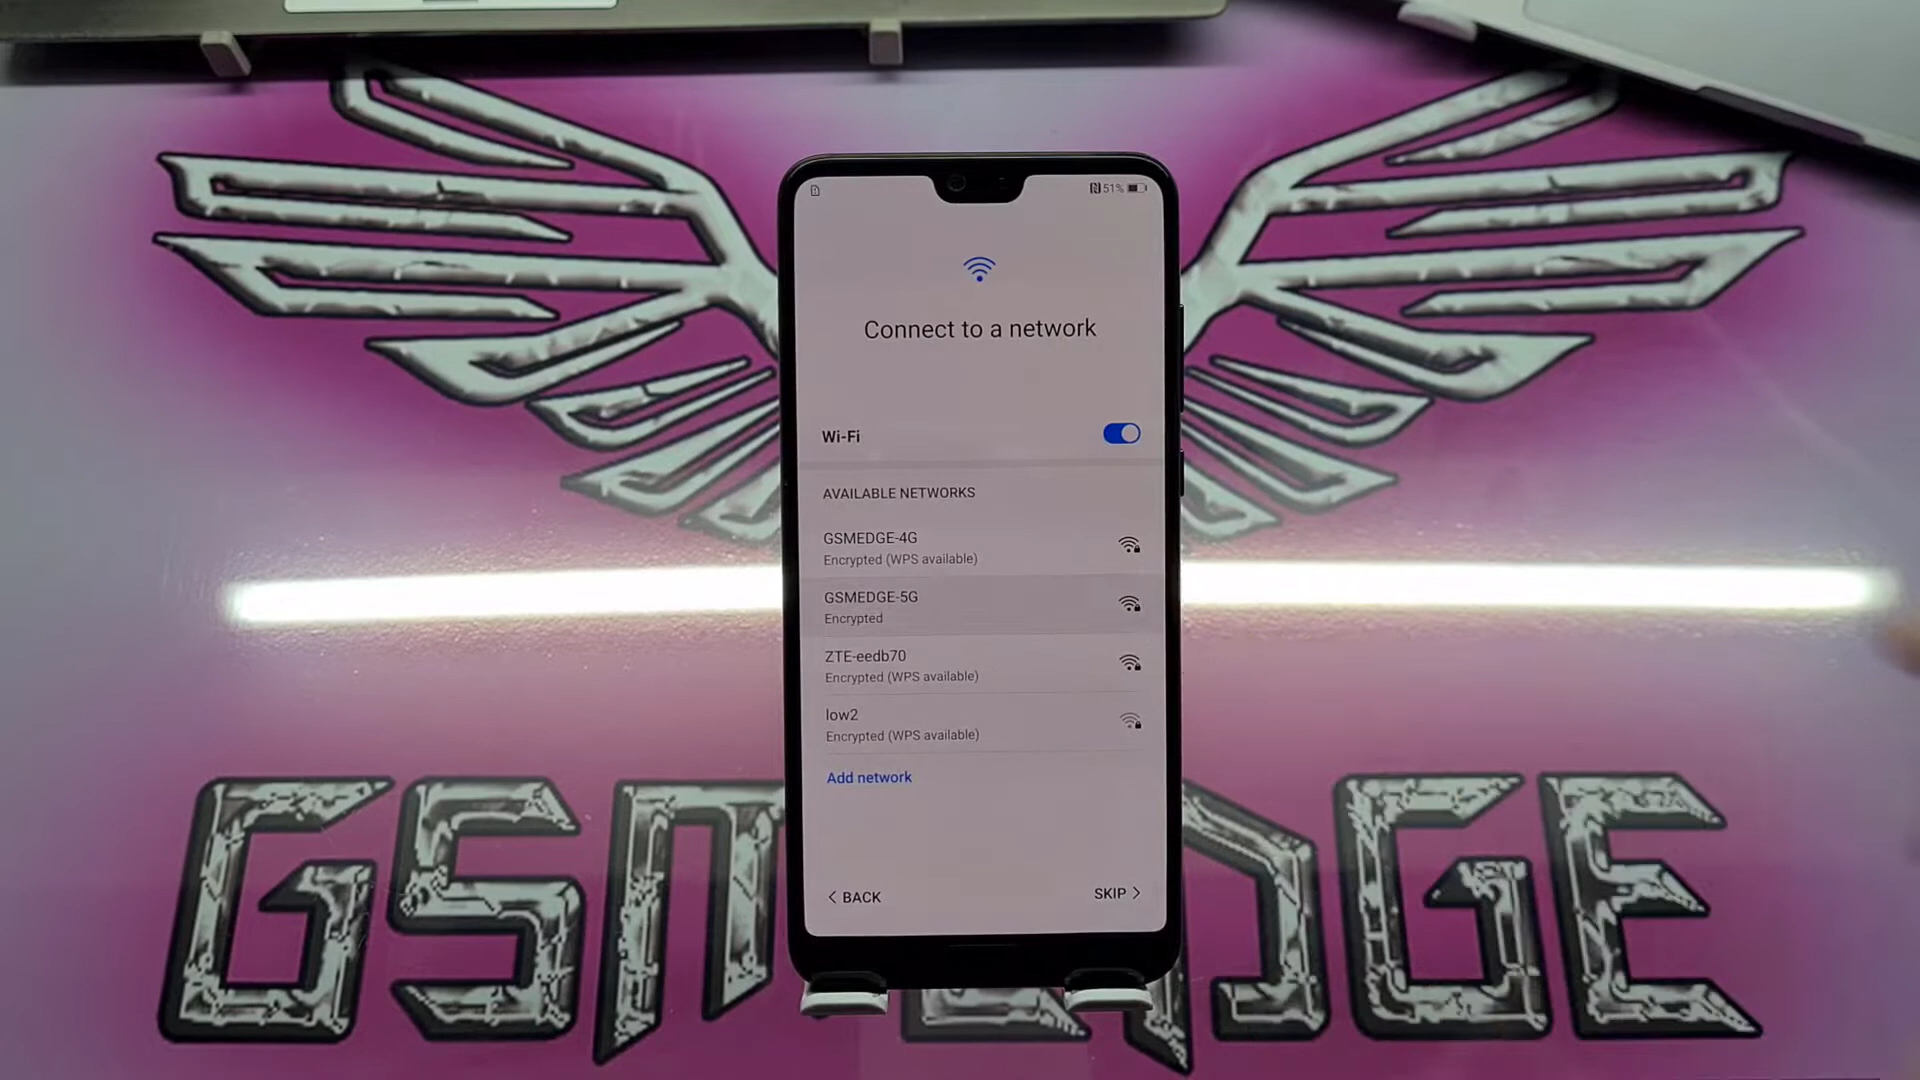 51%
Connect to a network
Wi-Fi
AVAILABLE NETWORKS
GSMEDGE-4G
Encrypted (WPS available)
GSMEDGE-5G
Encrypted
ZTE-eedb70
Encrypted (WPS available)
low2
Encrypted (WPS available)
Add network
BACK
SKIP
GSMEDGE